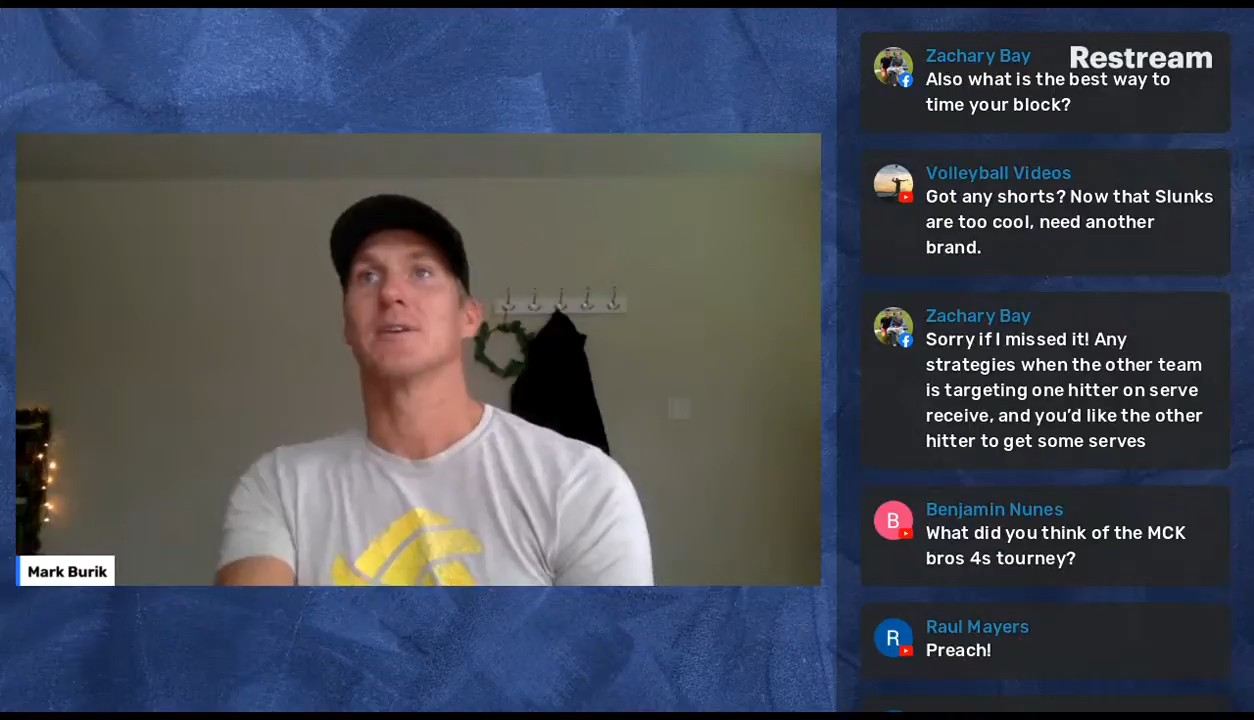 Zachary Bay
Restream
Also what is the best way to
time your block?
Volleyball Videos
Got any shorts? Now that Slunks
are too cool, need another
brand.
Zachary Bay
Sorry if I missed it! Any
strategies when the other team
is targeting one hitter on serve
receive, and you'd like the other
hitter to get some serves
B
Benjamin Nunes
What did you think of the MCK
bros 4s tourney?
R
Raul Mayers
Preach!
Mark Burik